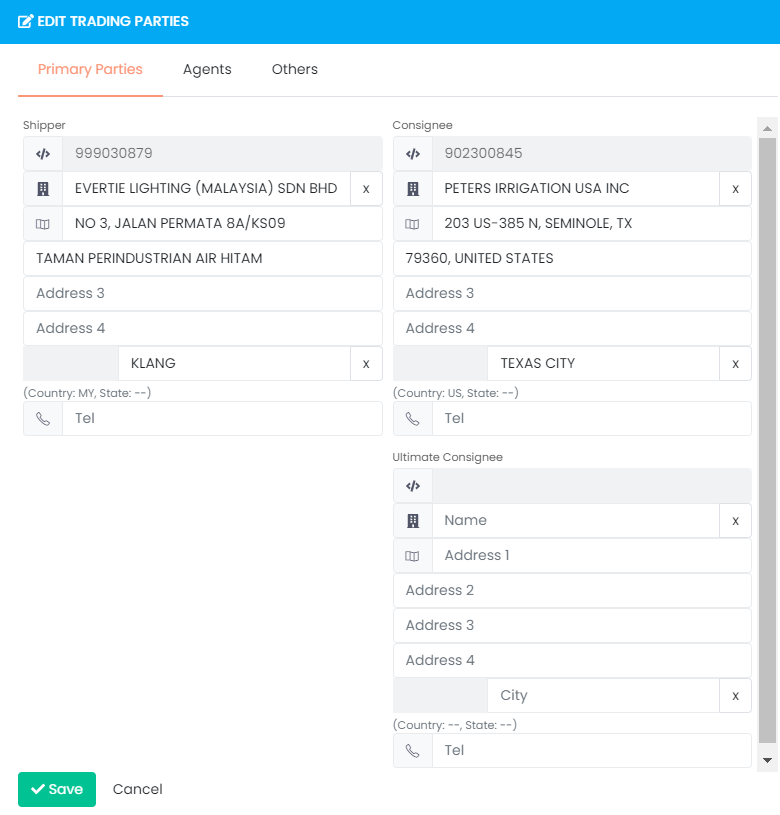 EDIT TRADING PARTIES
Primary Parties
Agents
Others
Shipper
999030879
EVERTIE LIGHTING (MALAYSIA) SDN BHD
x
NO 3, JALAN PERMATA 8A/KS09
TAMAN PERINDUSTRIAN AIR HITAM
Address 3
Address 4
KLANG
x
(Country: MY, State: --)
Tel
Consignee
902300845
PETERS IRRIGATION USA INC
x
203 US-385 N, SEMINOLE, TX
79360, UNITED STATES
Address 3
Address 4
TEXAS CITY
x
(Country: US, State: --)
Tel
Ultimate Consignee
Name
x
Address 1
Address 2
Address 3
Address 4
City
x
(Country: --, State: --)
Tel
Save
Cancel